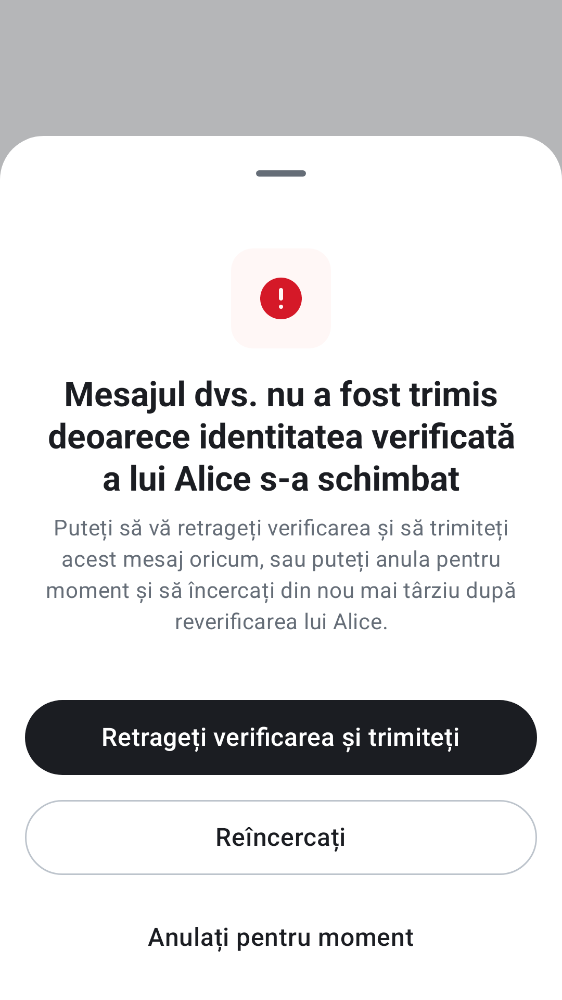 Mesajul dvs. nu a fost trimis
deoarece identitatea verificată
a lui Alice s-a schimbat
Puteți să vă retrageți verificarea și să trimiteți
acest mesaj oricum, sau puteți anula pentru
moment și să încercați din nou mai târziu după
reverificarea lui Alice.
Retrageți verificarea și trimiteți
Reîncercați
Anulați pentru moment